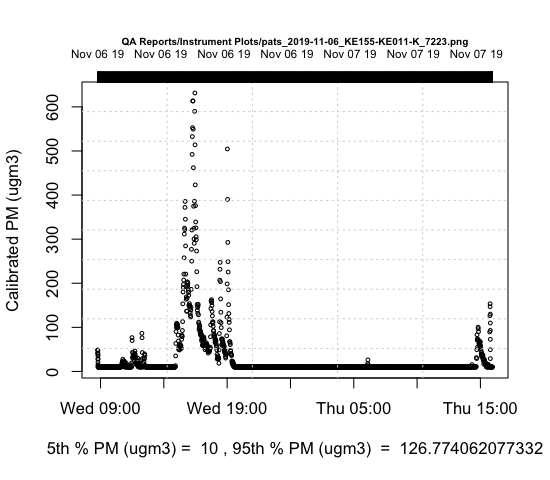 QA Reports/Instrument Plots/pats_2019-11-06_KE155-KE011-K_7223.png
Nov 06 19 Nov 06 19 Nov 06 19 Nov 07 19 Nov 07 19 Nov 07 19 Nov 07 19
Calibrated PM (ugm3)
600
500
400
300
200
100
0
Wed 09:00 Wed 19:00 Thu 05:00 Thu 15:00
5th % PM (ugm3) = 10 , 95th % PM (ugm3) = 126.774062077332